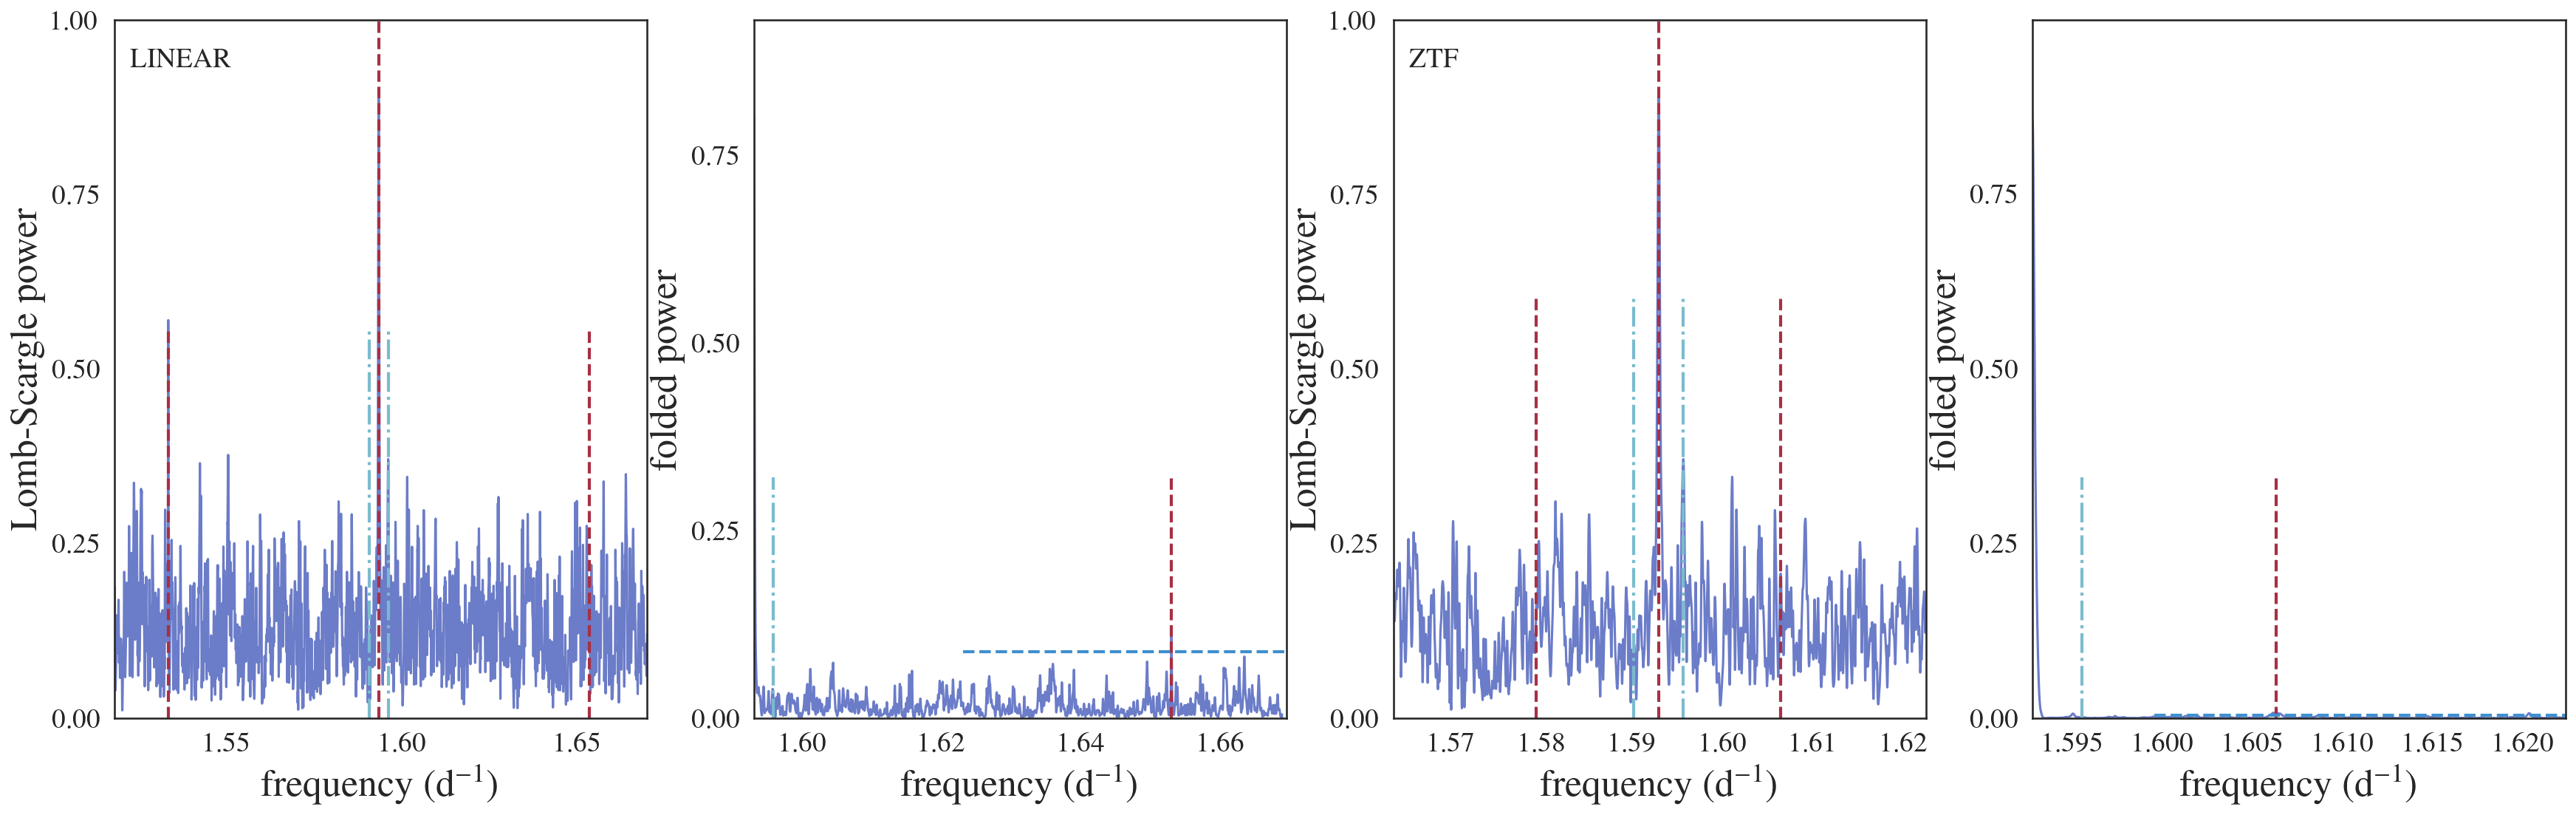 LINEAR
Lomb-Scargle power
1.00
0.75
0.50
0.25
0.00
1.55 1.60 1.65
frequency (d⁻¹)
folded power
0.75
0.50
0.25
0.00
1.60 1.62 1.64 1.66
frequency (d⁻¹)
ZTF
Lomb-Scargle power
1.00
0.75
0.50
0.25
0.00
1.57 1.58 1.59 1.60 1.61 1.62
frequency (d⁻¹)
folded power
0.75
0.50
0.25
0.00
1.595 1.600 1.605 1.610 1.615 1.620
frequency (d⁻¹)